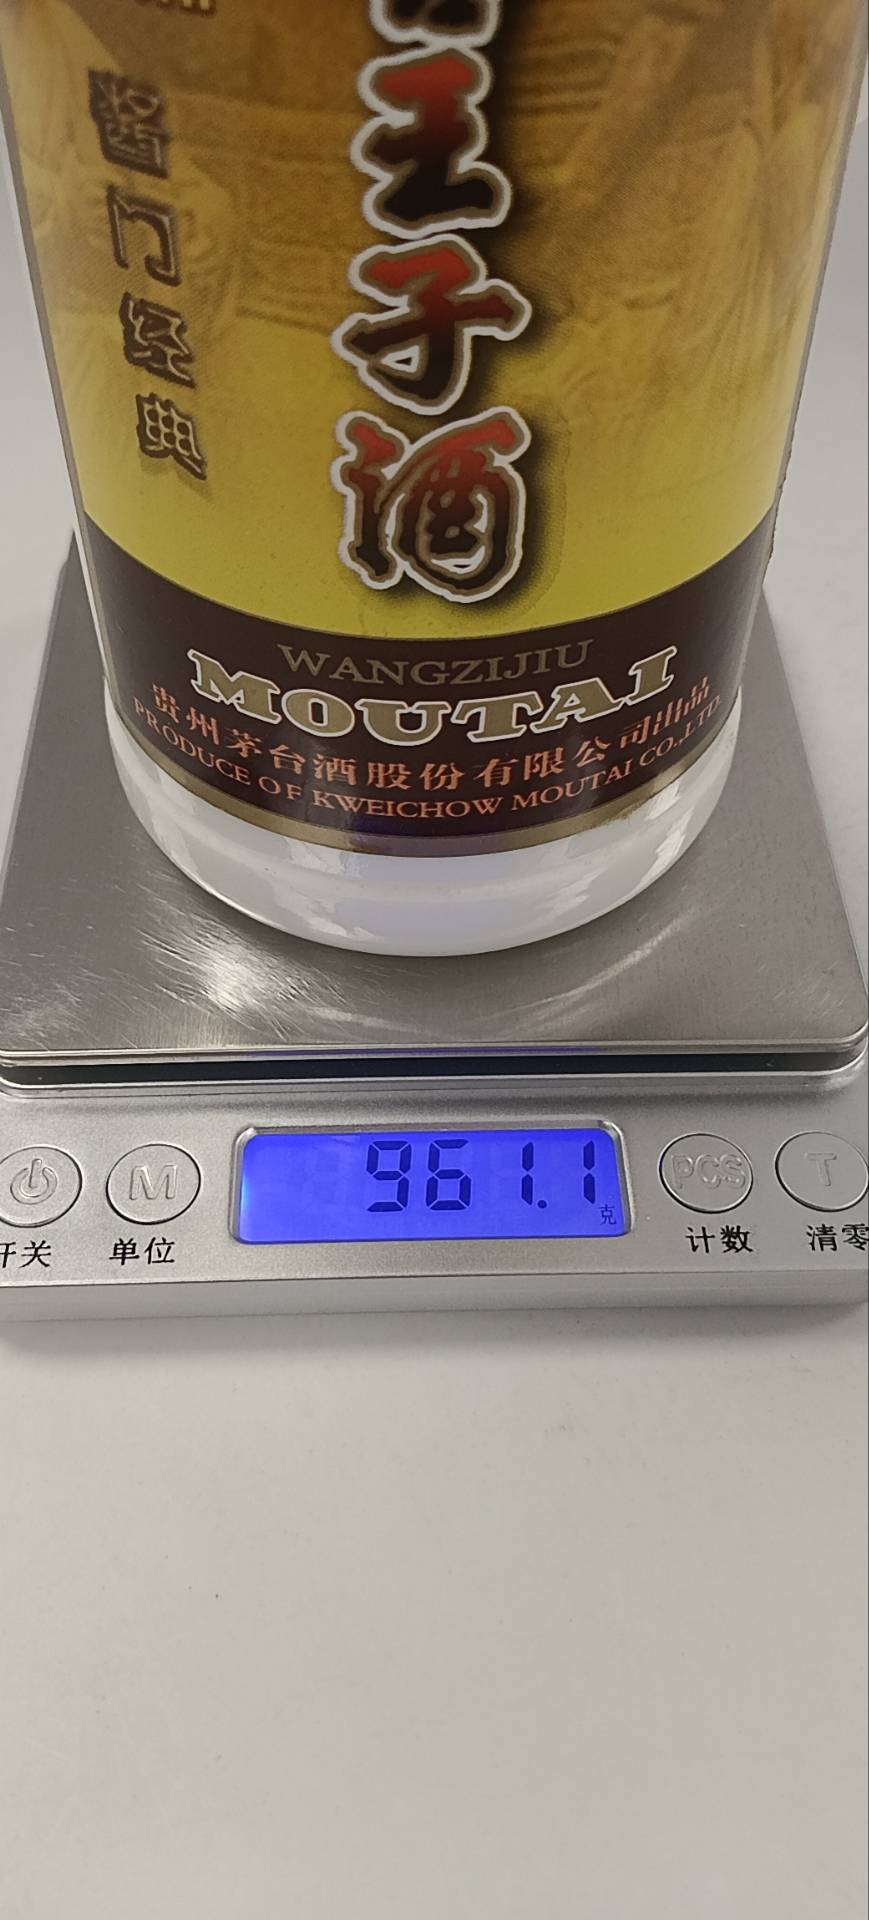 酱门经典
王子酒
WANGZIJIU
MOUTAI
贵州茅台酒股份有限公司出品
PRODUCE OF KWEICHOW MOUTAI CO.,LTD.
961.1
克
M
PCS
T
开关
单位
计数
清零